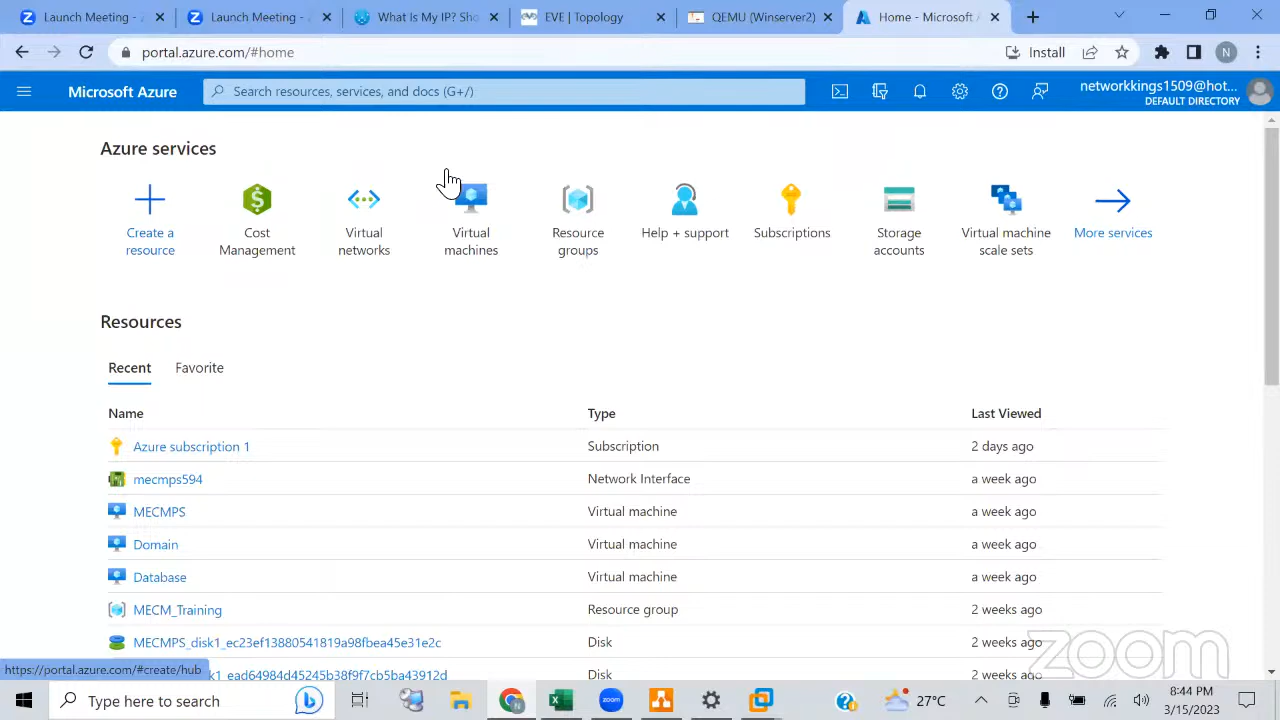 Launch Meeting -
Launch Meeting -
What Is My IP? Sho
EVE | Topology
QEMU (Winserver2)
Home - Microsoft A
portal.azure.com/#home
Install
N
Microsoft Azure
Search resources, services, and docs (G+/)
networkkings1509@hot...
DEFAULT DIRECTORY
Azure services
Create a resource
Cost Management
Virtual networks
Virtual machines
Resource groups
Help + support
Subscriptions
Storage accounts
Virtual machine scale sets
More services
Resources
Recent
Favorite
Name
Type
Last Viewed
Azure subscription 1
Subscription
2 days ago
mecmps594
Network Interface
a week ago
MECMPS
Virtual machine
a week ago
Domain
Virtual machine
a week ago
Database
Virtual machine
a week ago
MECM_Training
Resource group
2 weeks ago
MECMPS_disk1_ec23ef13880541819a98fbea45e31e2c
Disk
2 weeks ago
k1_ead64984d45245b38f9f7cb5ba43912d
Disk
https://portal.azure.com/#create/hub
zoom
Type here to search
zoom
27°C
8:44 PM
3/15/2023